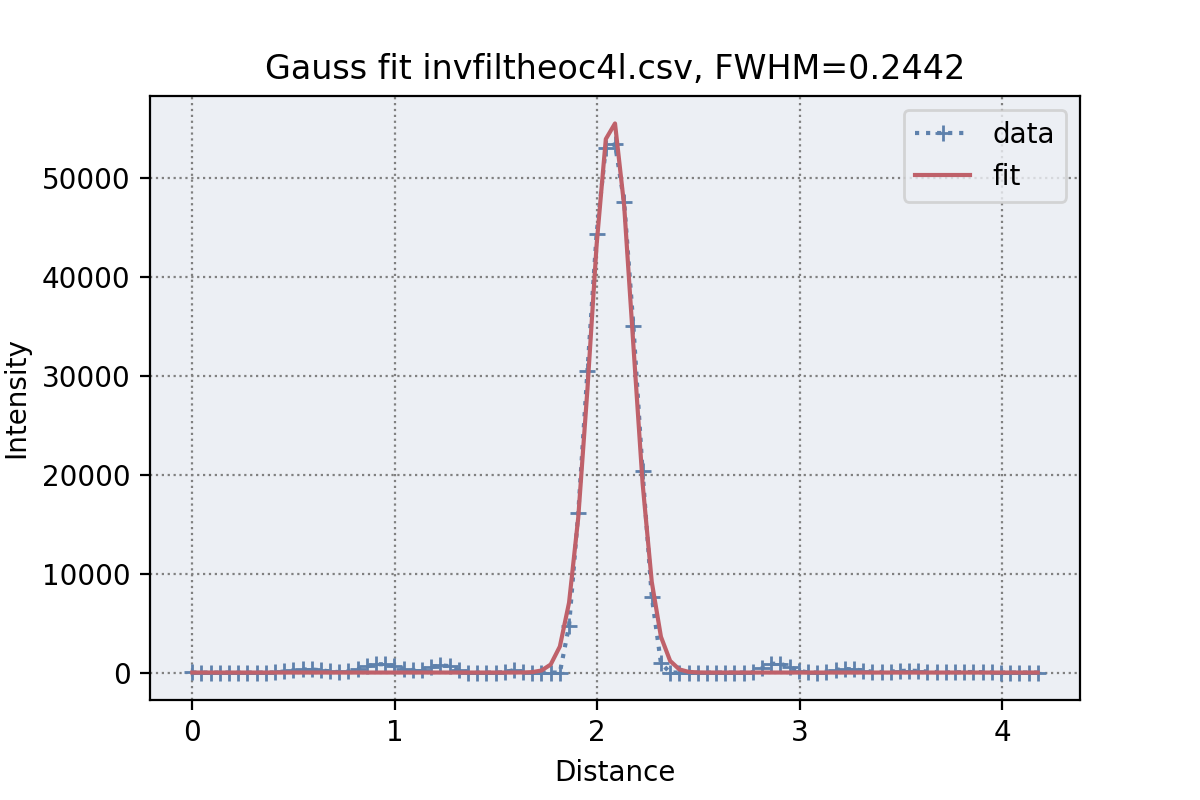 Gauss fit invfiltheoc4l.csv, FWHM=0.2442
data
fit
50000
40000
30000
20000
10000
0
Intensity
0 1 2 3 4
Distance